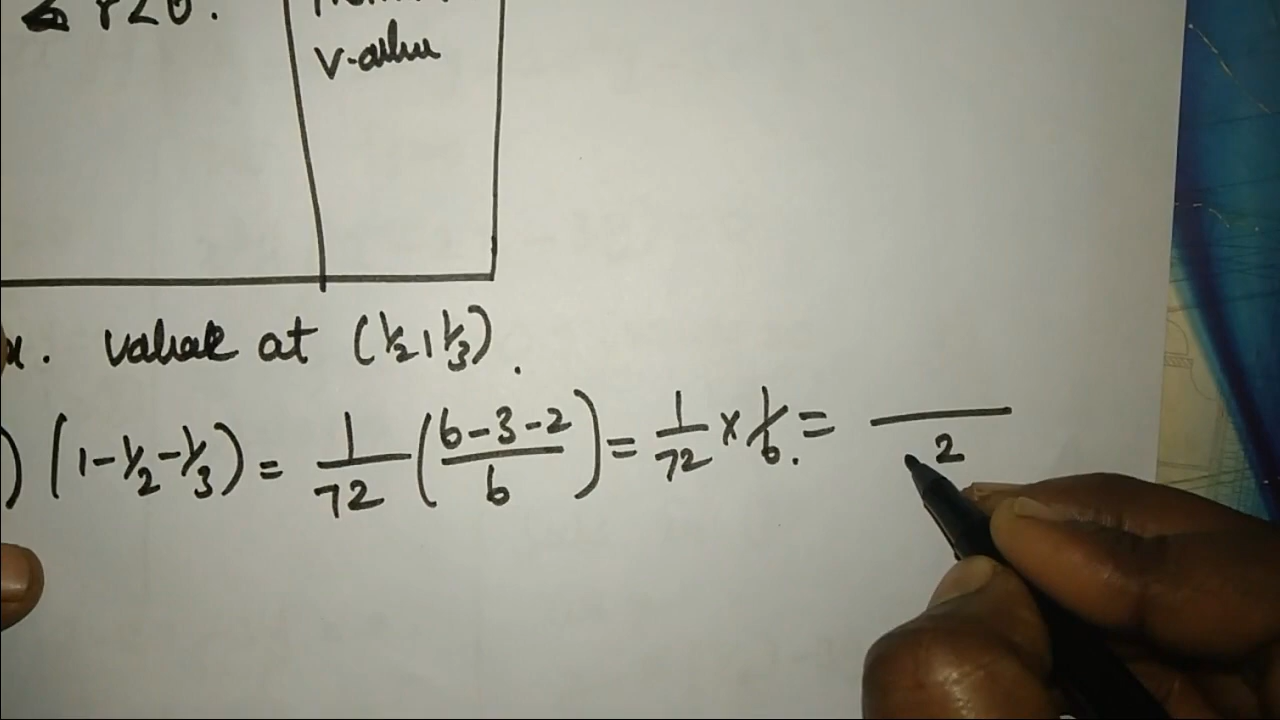 r<0.
value at (1/2, 1/3).
) (1-1/2-1/3) = 1/72 ((6-3-2)/6) = 1/72 × 1/6. = /2